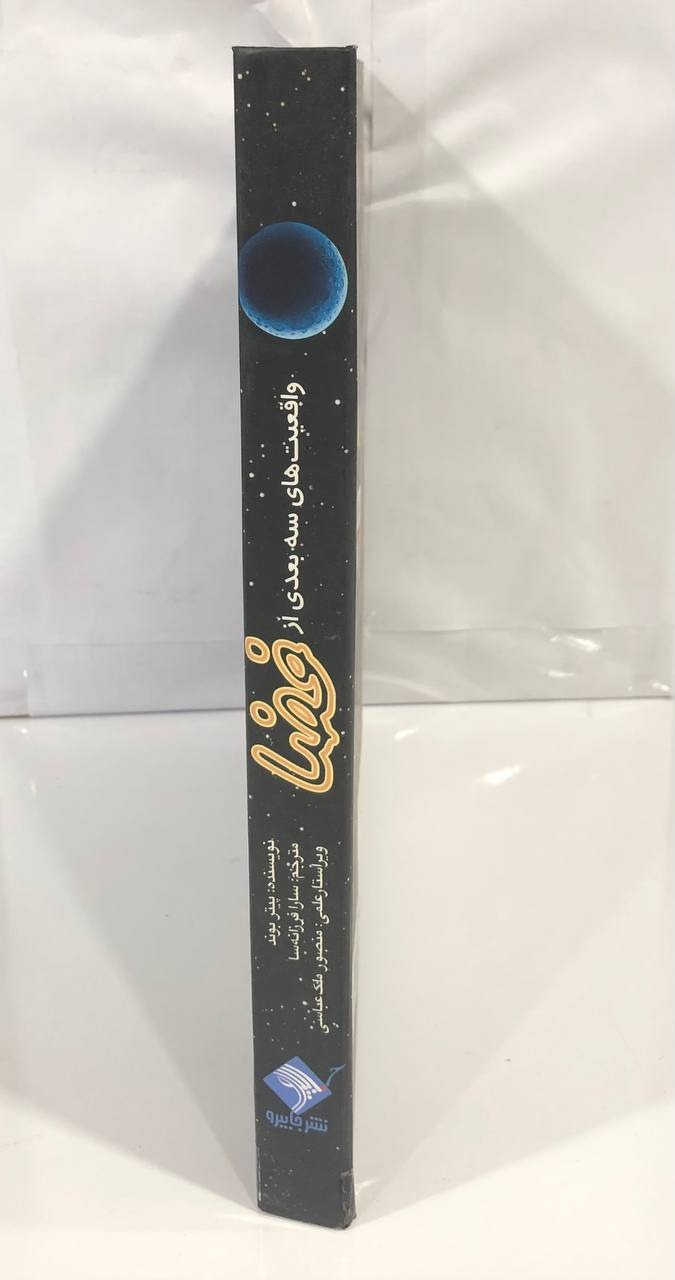 واقعیت‌های سه بعدی از
فضا
نویسنده: پیتر بوند
مترجم: سارا فرزانه‌سا
ویراستار علمی: منصور ملک عباسی
نشر جابیرو